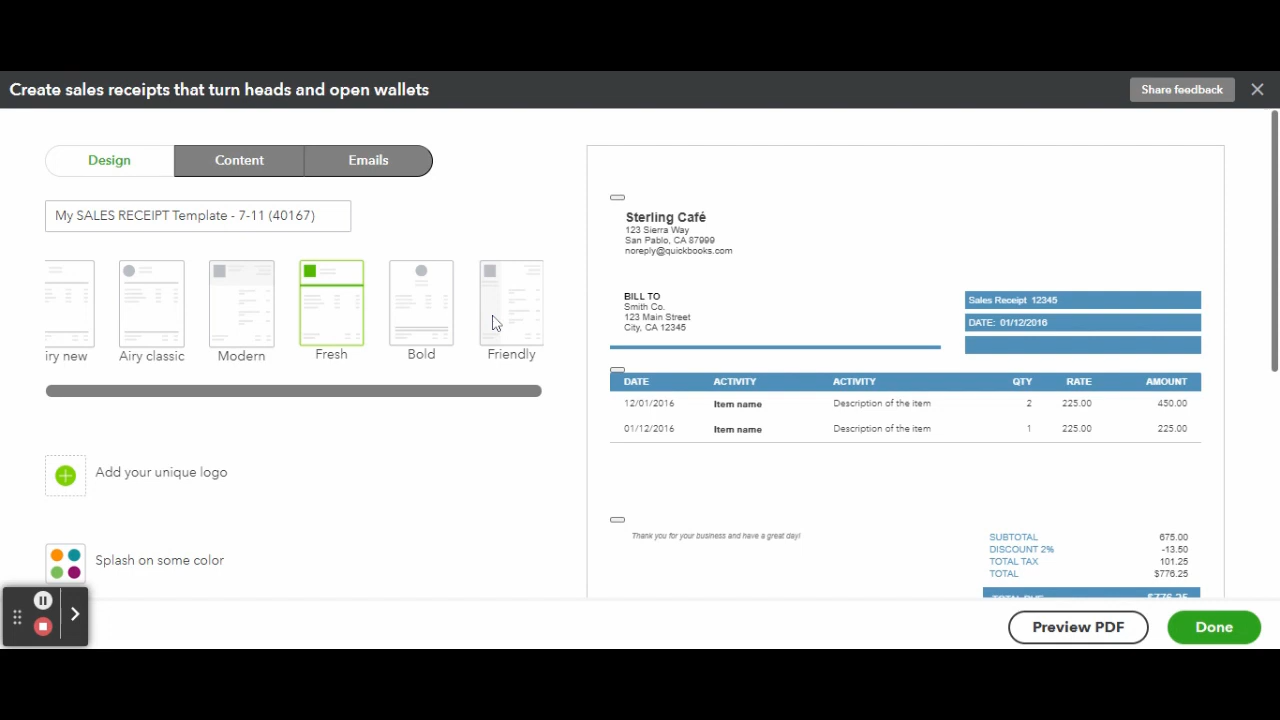 Create sales receipts that turn heads and open wallets
Share feedback
Design
Content
Emails
My SALES RECEIPT Template - 7-11 (40167)
iry new
Airy classic
Modern
Fresh
Bold
Friendly
Add your unique logo
Splash on some color
Sterling Café
123 Sierra Way
San Pablo, CA 87999
noreply@quickbooks.com
BILL TO
Smith Co.
123 Main Street
City, CA 12345
Sales Receipt 12345
DATE: 01/12/2016
DATE ACTIVITY ACTIVITY QTY RATE AMOUNT
12/01/2016 Item name Description of the item 2 225.00 450.00
01/12/2016 Item name Description of the item 1 225.00 225.00
Thank you for your business and have a great day!
SUBTOTAL 675.00
DISCOUNT 2% -13.50
TOTAL TAX 101.25
TOTAL $776.25
TOTAL DUE $776.25
Preview PDF
Done